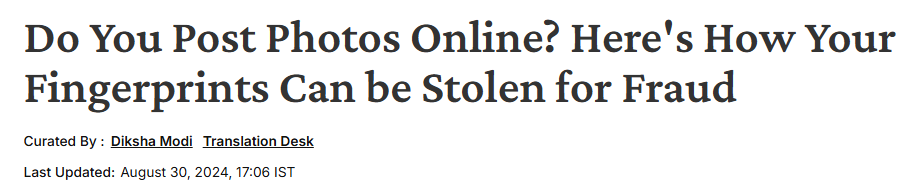 Do You Post Photos Online? Here's How Your
Fingerprints Can be Stolen for Fraud
Curated By : Diksha Modi Translation Desk
Last Updated: August 30, 2024, 17:06 IST